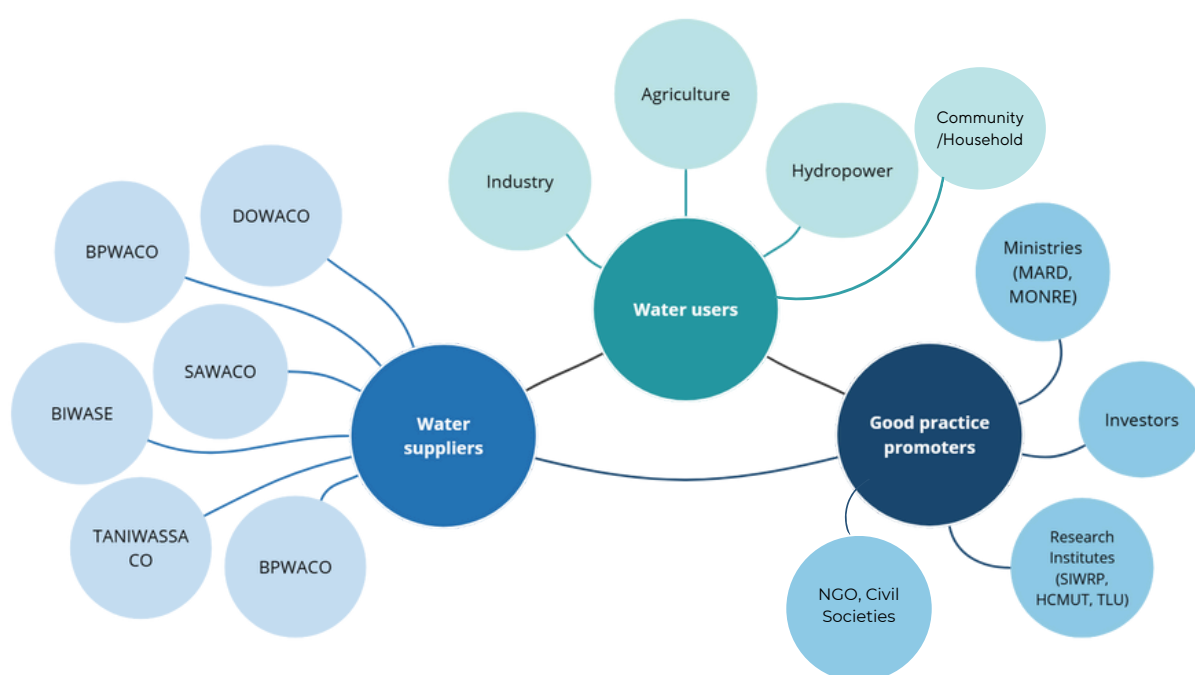 Agriculture
Community
/Household
Industry
Hydropower
DOWACO
BPWACO
Water users
Ministries
(MARD,
MONRE)
SAWACO
BIWASE
Water
suppliers
Good practice
promoters
Investors
TANIWASSA
CO
BPWACO
NGO, Civil
Societies
Research
Institutes
(SIWRP,
HCMUT, TLU)